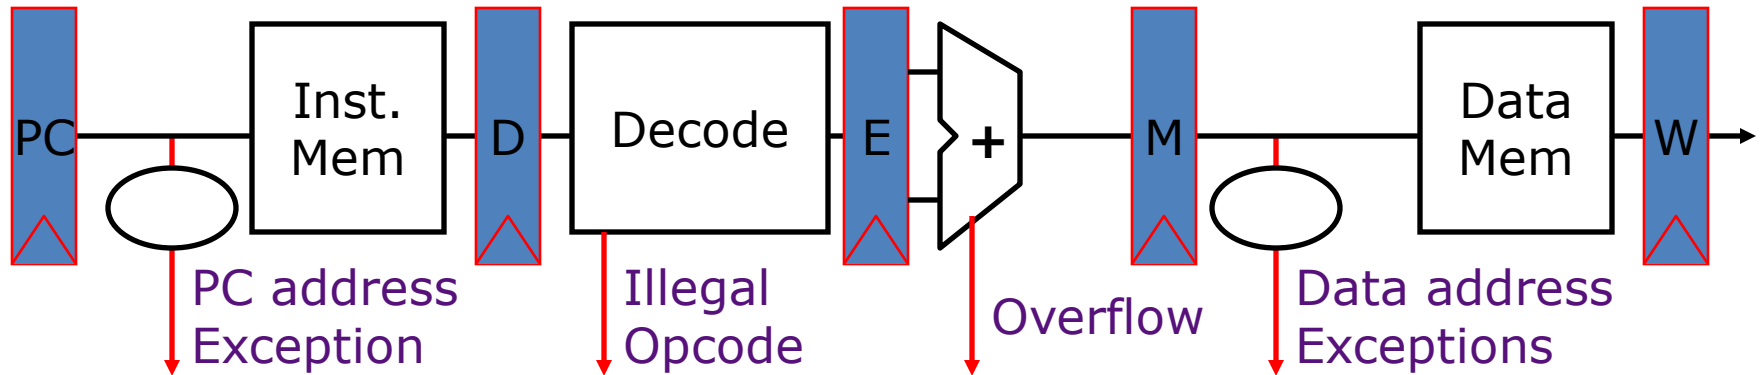 PC
Inst.
Mem
D
Decode
E
+
M
Data
Mem
W
PC address
Exception
Illegal
Opcode
Overflow
Data address
Exceptions